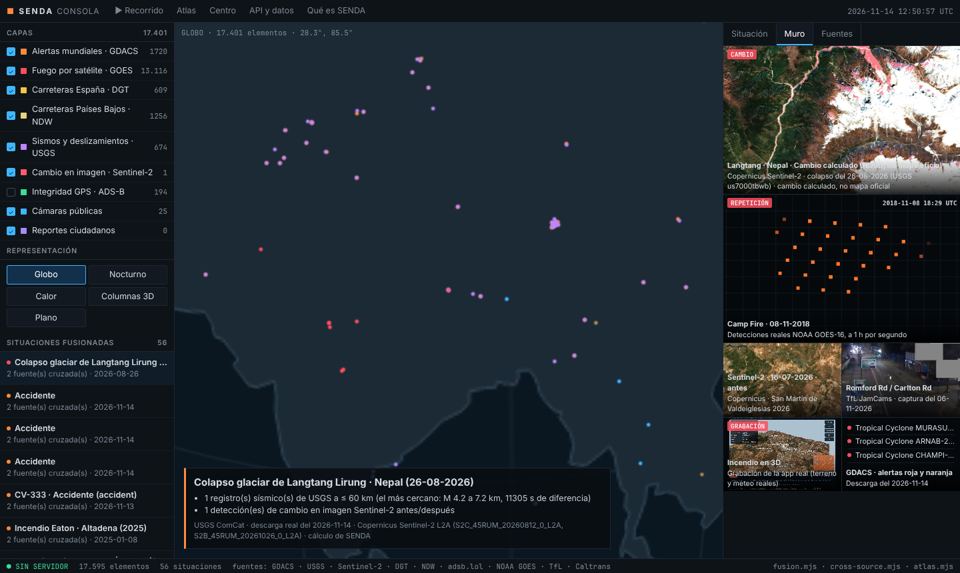 SENDA CONSOLA
▶ Recorrido
Atlas
Centro
API y datos
Qué es SENDA
2026-11-14 12:50:57 UTC
CAPAS 17.401
Alertas mundiales · GDACS 1720
Fuego por satélite · GOES 13.116
Carreteras España · DGT 609
Carreteras Países Bajos ·
NDW 1256
Sismos y deslizamientos ·
USGS 674
Cambio en imagen · Sentinel-2 1
Integridad GPS · ADS-B 194
Cámaras públicas 25
Reportes ciudadanos 0
REPRESENTACIÓN
Globo
Nocturno
Calor
Columnas 3D
Plano
SITUACIONES FUSIONADAS 56
Colapso glaciar de Langtang Lirung ...
2 fuente(s) cruzada(s) · 2026-08-26
Accidente
2 fuente(s) cruzada(s) · 2026-11-14
Accidente
2 fuente(s) cruzada(s) · 2026-11-14
Accidente
2 fuente(s) cruzada(s) · 2026-11-14
CV-333 · Accidente (accident)
2 fuente(s) cruzada(s) · 2026-11-13
Incendio Eaton · Altadena (2025)
2 fuente(s) cruzada(s) · 2025-01-08
Accidente
GLOBO · 17.401 elementos · 28.3°, 85.5°
Colapso glaciar de Langtang Lirung · Nepal (26-08-2026)
• 1 registro(s) sísmico(s) de USGS a ≤ 60 km (el más cercano: M 4.2 a 7.2 km, 11305 s de diferencia)
• 1 detección(es) de cambio en imagen Sentinel-2 antes/después
USGS ComCat · descarga real del 2026-11-14 · Copernicus Sentinel-2 L2A (S2C_45RUM_20260812_0_L2A,
S2B_45RUM_20261026_0_L2A) · cálculo de SENDA
Situación
Muro
Fuentes
CAMBIO
Langtang · Nepal · Cambio calculado
Copernicus Sentinel-2 · colapso del 26-08-2026 (USGS
us7000tbwb) · cambio calculado, no mapa oficial
REPETICIÓN
2018-11-08 18:29 UTC
Camp Fire · 08-11-2018
Detecciones reales NOAA GOES-16, a 1 h por segundo
Sentinel-2 · 16-07-2026 ·
antes
Copernicus · San Martín de
Valdeiglesias 2026
Romford Rd / Carlton Rd
TfL JamCams · captura del 06-
11-2026
GRABACIÓN
Incendio en 3D
Grabación de la app real (terreno
y meteo reales)
Tropical Cyclone MURASU...
Tropical Cyclone ARNAB-2...
Tropical Cyclone CHAMPI-...
GDACS · alertas roja y naranja
Descarga del 2026-11-14
SIN SERVIDOR
17.595 elementos
56 situaciones
fuentes: GDACS · USGS · Sentinel-2 · DGT · NDW · adsb.lol · NOAA GOES · TfL · Caltrans
fusion.mjs · cross-source.mjs · atlas.mjs